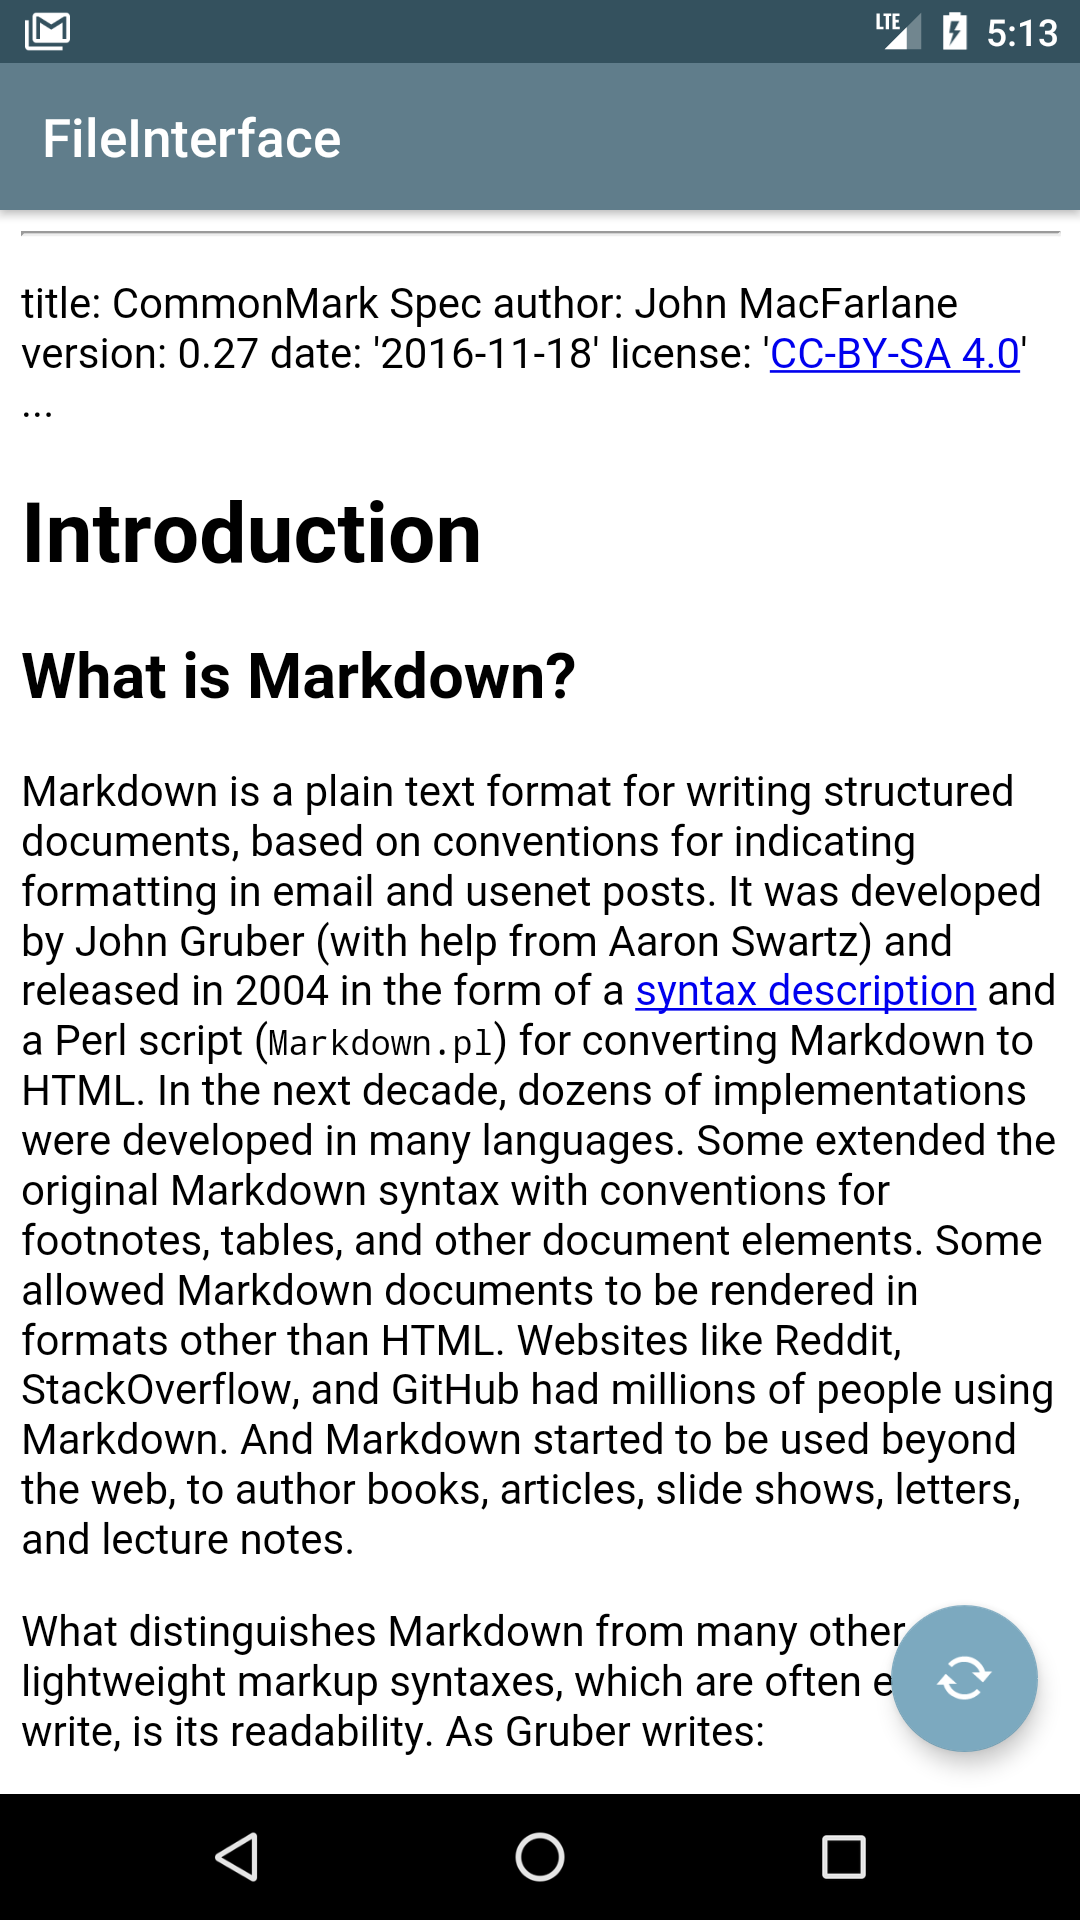 LTE 5:13
FileInterface
title: CommonMark Spec author: John MacFarlane
version: 0.27 date: '2016-11-18' license: 'CC-BY-SA 4.0'
...
Introduction
What is Markdown?
Markdown is a plain text format for writing structured
documents, based on conventions for indicating
formatting in email and usenet posts. It was developed
by John Gruber (with help from Aaron Swartz) and
released in 2004 in the form of a syntax description and
a Perl script (Markdown.pl) for converting Markdown to
HTML. In the next decade, dozens of implementations
were developed in many languages. Some extended the
original Markdown syntax with conventions for
footnotes, tables, and other document elements. Some
allowed Markdown documents to be rendered in
formats other than HTML. Websites like Reddit,
StackOverflow, and GitHub had millions of people using
Markdown. And Markdown started to be used beyond
the web, to author books, articles, slide shows, letters,
and lecture notes.
What distinguishes Markdown from many other
lightweight markup syntaxes, which are often
write, is its readability. As Gruber writes: